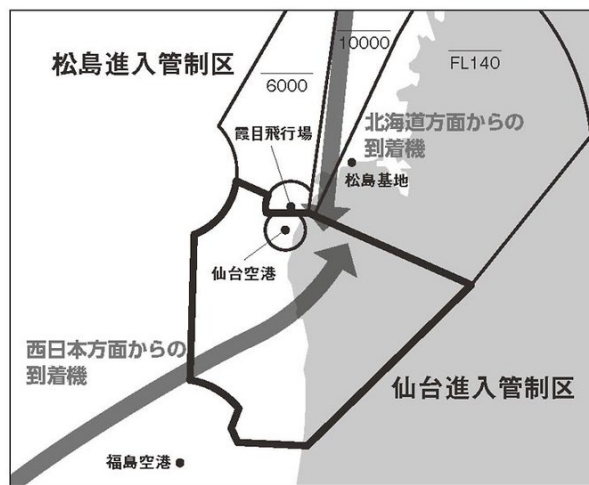 松島進入管制区
10000
FL140
6000
霞目飛行場
北海道方面からの
到着機
松島基地
仙台空港
西日本方面からの
到着機
仙台進入管制区
福島空港